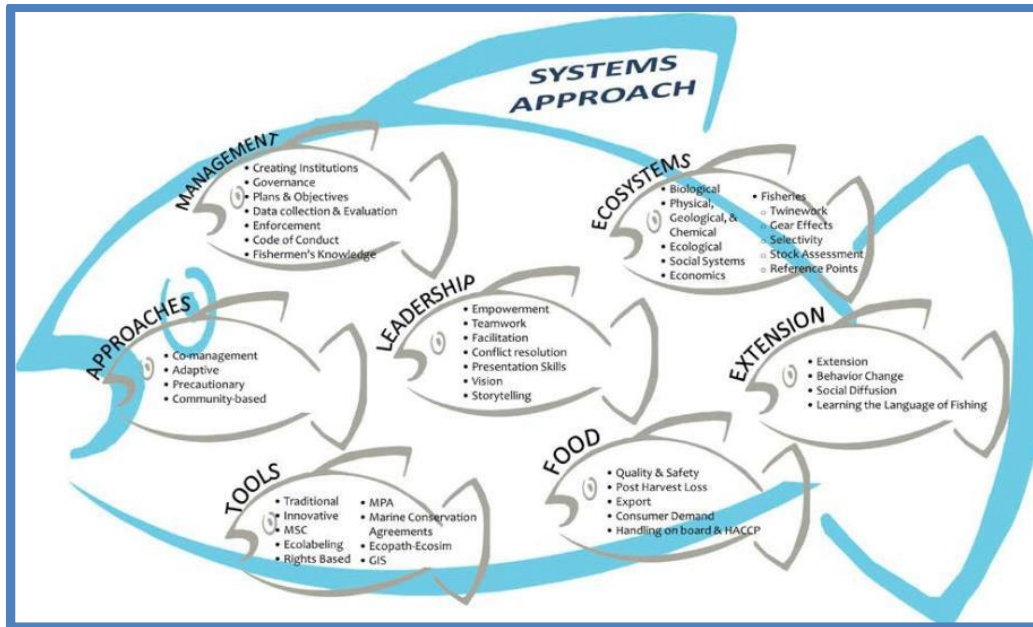 SYSTEMS
APPROACH
MANAGEMENT
• Creating Institutions
• Governance
• Plans & Objectives
• Data collection & Evaluation
• Enforcement
• Code of Conduct
• Fishermen's Knowledge
ECOSYSTEMS
• Biological
• Physical,
Geological, &
Chemical
• Ecological
• Social Systems
• Economics
• Fisheries
o Twinework
o Gear Effects
o Selectivity
o Stock Assessment
o Reference Points
APPROACHES
• Co-management
• Adaptive
• Precautionary
• Community-based
LEADERSHIP
• Empowerment
• Teamwork
• Facilitation
• Conflict resolution
• Presentation Skills
• Vision
• Storytelling
EXTENSION
• Extension
• Behavior Change
• Social Diffusion
• Learning the Language of Fishing
TOOLS
• Traditional
• Innovative
• MSC
• Ecolabeling
• Rights Based
• MPA
• Marine Conservation
Agreements
• Ecopath-Ecosim
• GIS
FOOD
• Quality & Safety
• Post Harvest Loss
• Export
• Consumer Demand
• Handling on board & HACCP